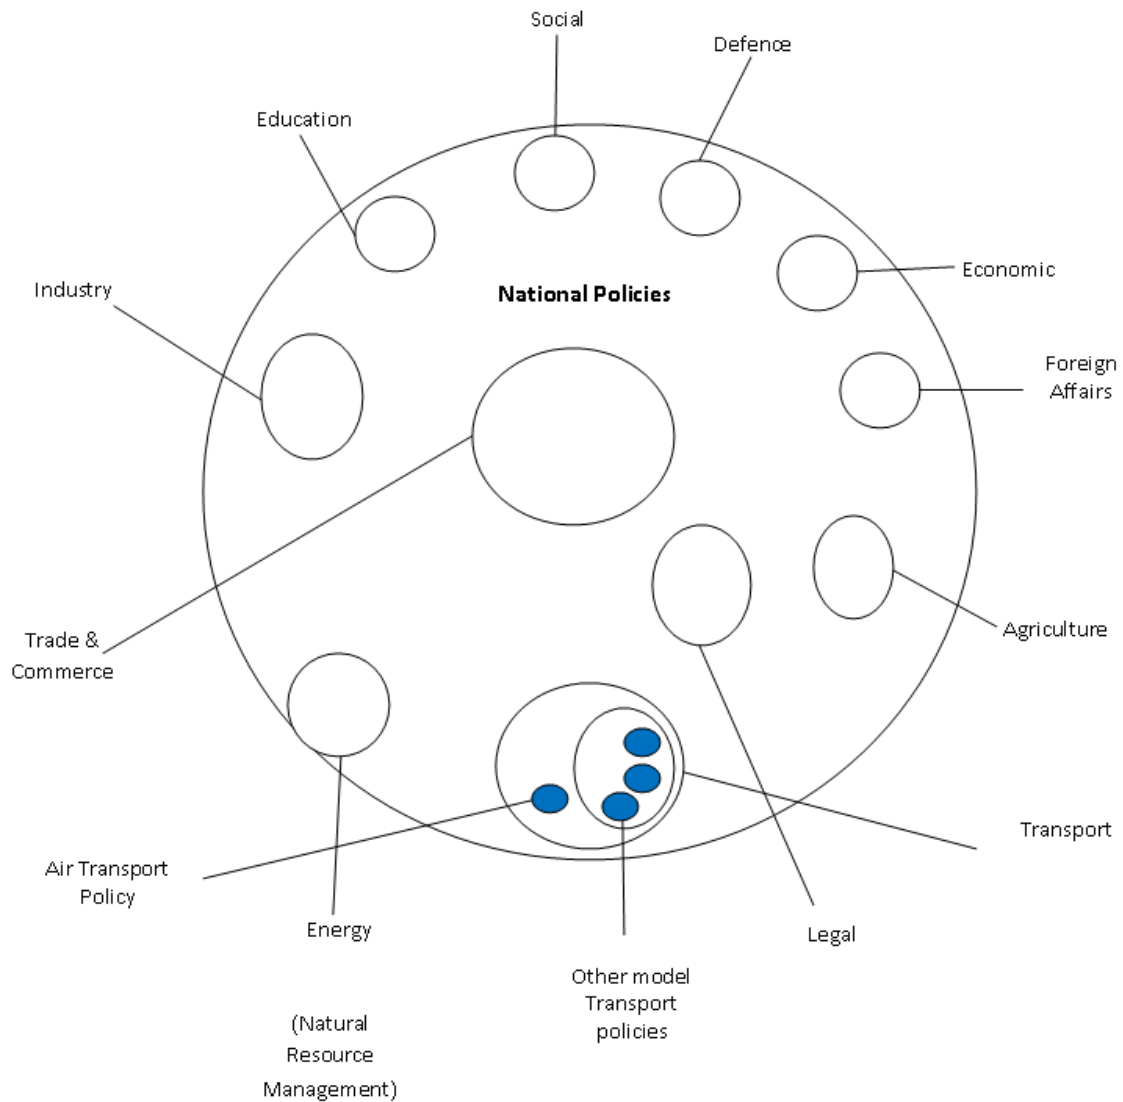 Social
Defence
Education
Economic
Industry
National Policies
Foreign
Affairs
Agriculture
Trade &
Commerce
Transport
Air Transport
Policy
Energy
Legal
Other model
Transport
policies
(Natural
Resource
Management)